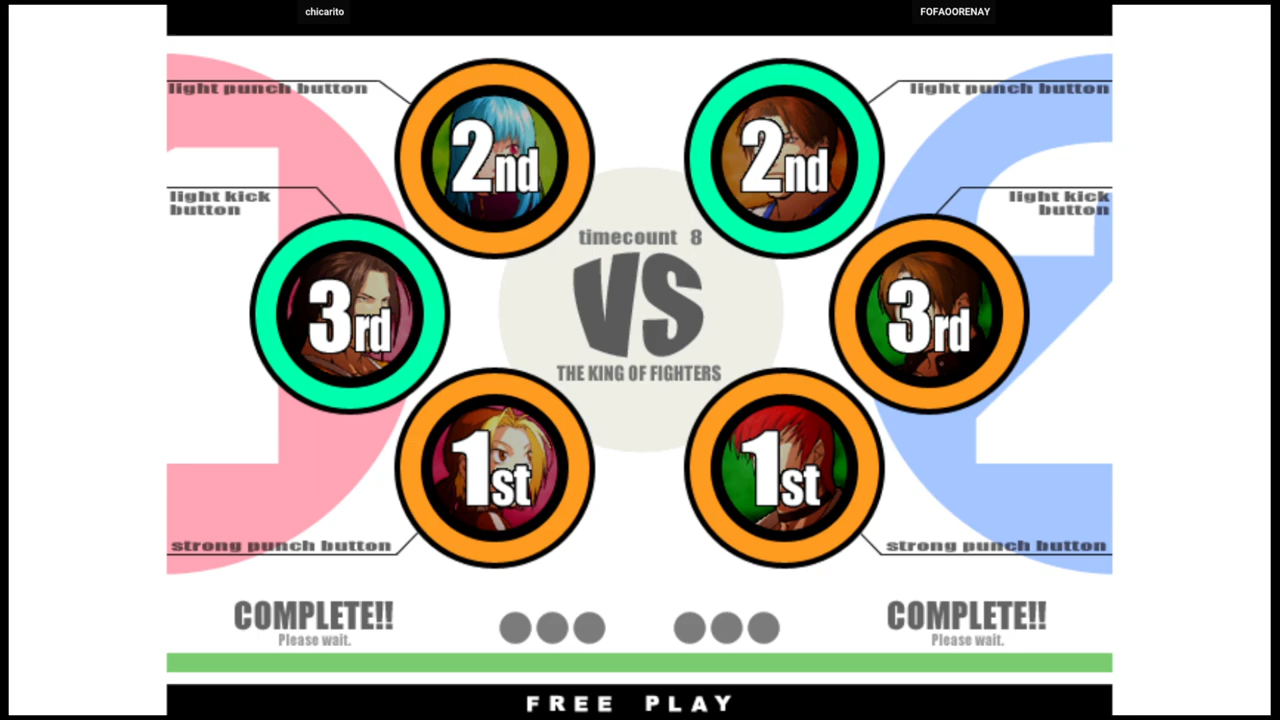 chicarito
FOFAOORENAY
light punch button
light punch button
2nd
2nd
light kick
button
light kick
button
timecount 8
VS
3rd
3rd
THE KING OF FIGHTERS
1st
1st
strong punch button
strong punch button
COMPLETE!!
Please wait.
COMPLETE!!
Please wait.
FREE PLAY